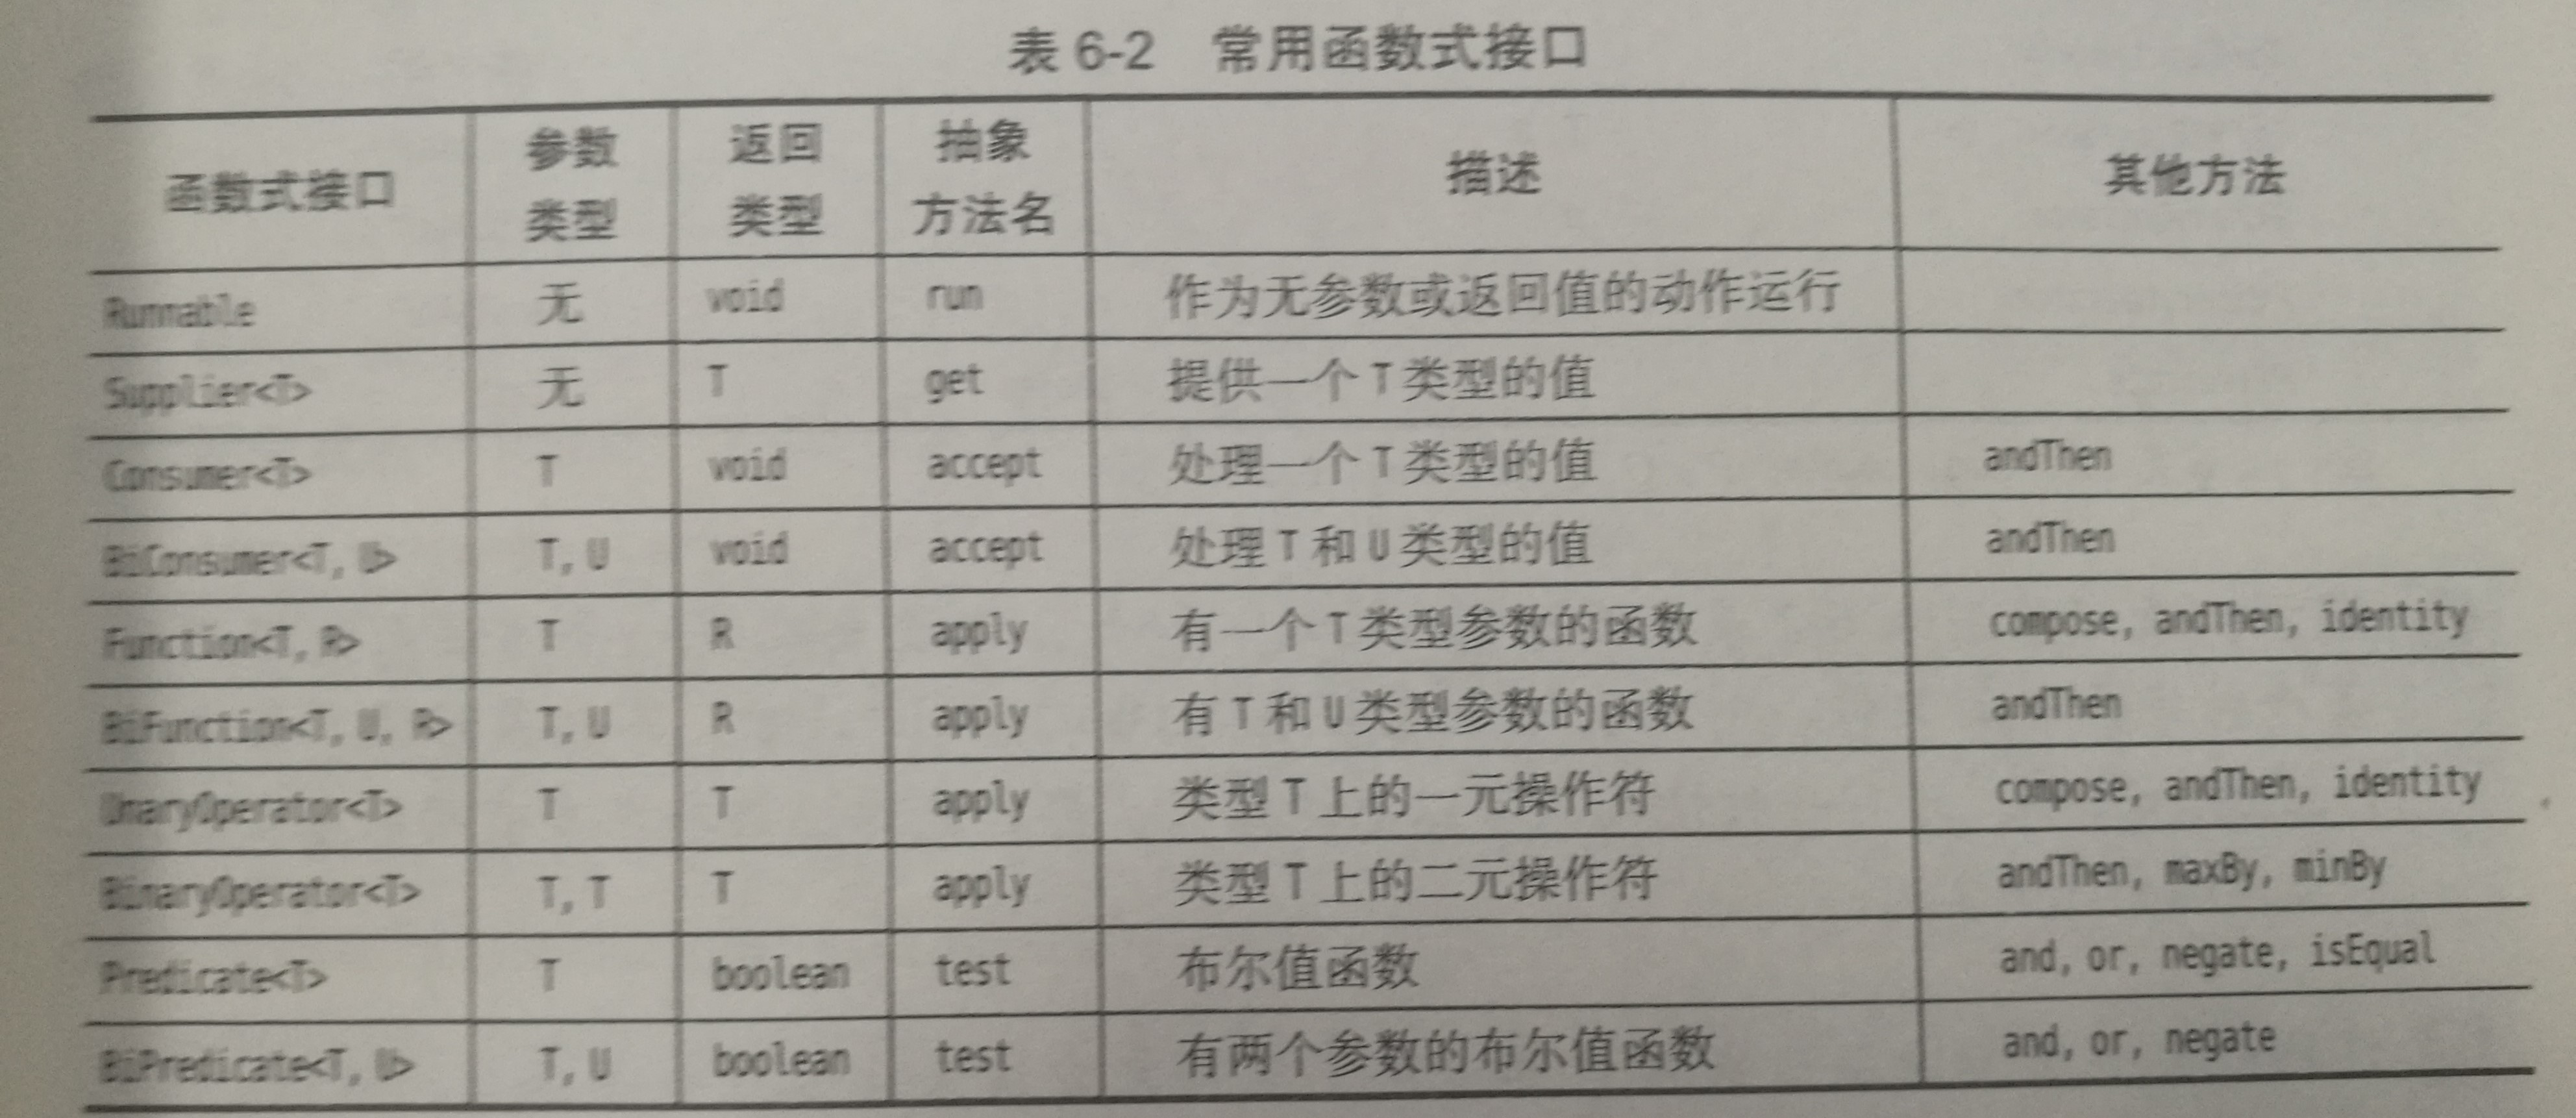 表 6-2 常用函数式接口
函数式接口 参数类型 返回类型 抽象方法名 描述 其他方法
Runnable 无 void run 作为无参数或返回值的动作运行
Supplier<T> 无 T get 提供一个 T 类型的值
Consumer<T> T void accept 处理一个 T 类型的值 andThen
BiConsumer<T, U> T, U void accept 处理 T 和 U 类型的值 andThen
Function<T, R> T R apply 有一个 T 类型参数的函数 compose, andThen, identity
BiFunction<T, U, R> T, U R apply 有 T 和 U 类型参数的函数 andThen
UnaryOperator<T> T T apply 类型 T 上的一元操作符 compose, andThen, identity
BinaryOperator<T> T, T T apply 类型 T 上的二元操作符 andThen, maxBy, minBy
Predicate<T> T boolean test 布尔值函数 and, or, negate, isEqual
BiPredicate<T, U> T, U boolean test 有两个参数的布尔值函数 and, or, negate